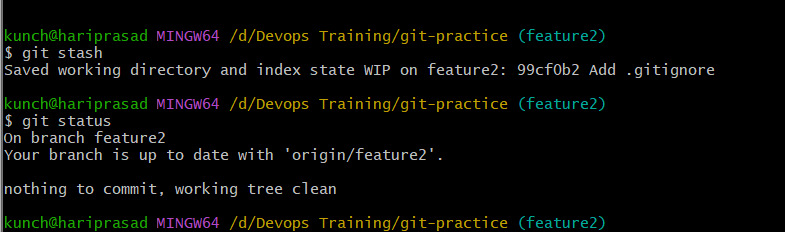 kunch@hariprasad MINGW64 /d/Devops Training/git-practice (feature2)
$ git stash
Saved working directory and index state WIP on feature2: 99cf0b2 Add .gitignore
kunch@hariprasad MINGW64 /d/Devops Training/git-practice (feature2)
$ git status
On branch feature2
Your branch is up to date with 'origin/feature2'.
nothing to commit, working tree clean
kunch@hariprasad MINGW64 /d/Devops Training/git-practice (feature2)